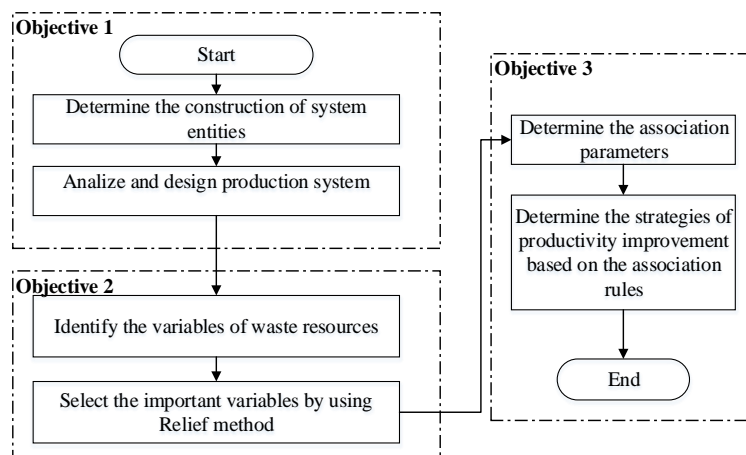 Objective 1
Start
Determine the construction of system
entities
Analize and design production system
Objective 2
Identify the variables of waste resources
Select the important variables by using
Relief method
Objective 3
Determine the association
parameters
Determine the strategies of
productivity improvement
based on the association
rules
End